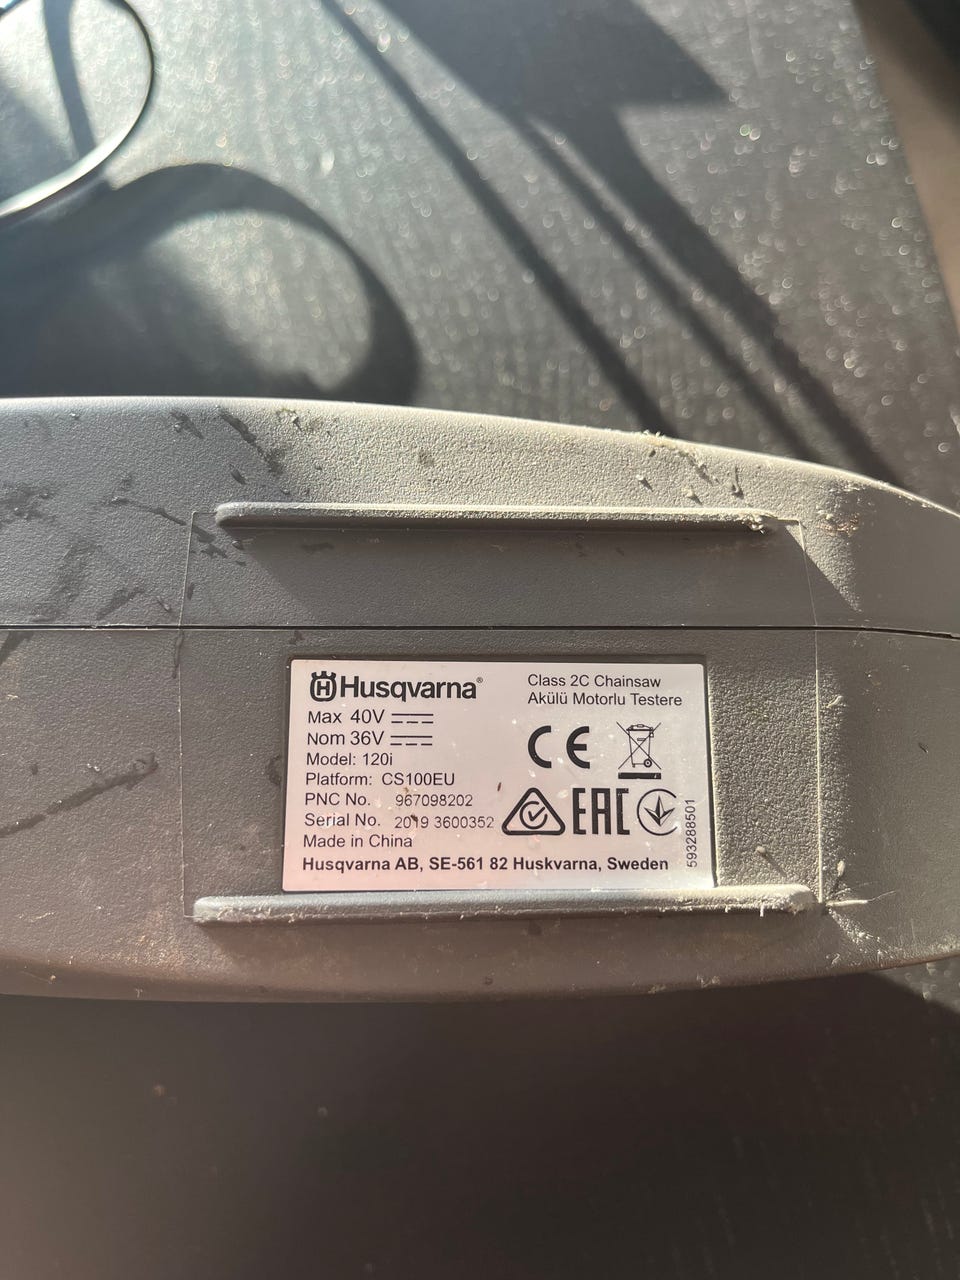 Husqvarna®
Max 40V
Nom 36V
Model: 120i
Platform: CS100EU
PNC No. 967098202
Serial No. 2019 3600352
Made in China
Husqvarna AB, SE-561 82 Huskvarna, Sweden
Class 2C Chainsaw
Akülü Motorlu Testere
CE
EAC
593288501